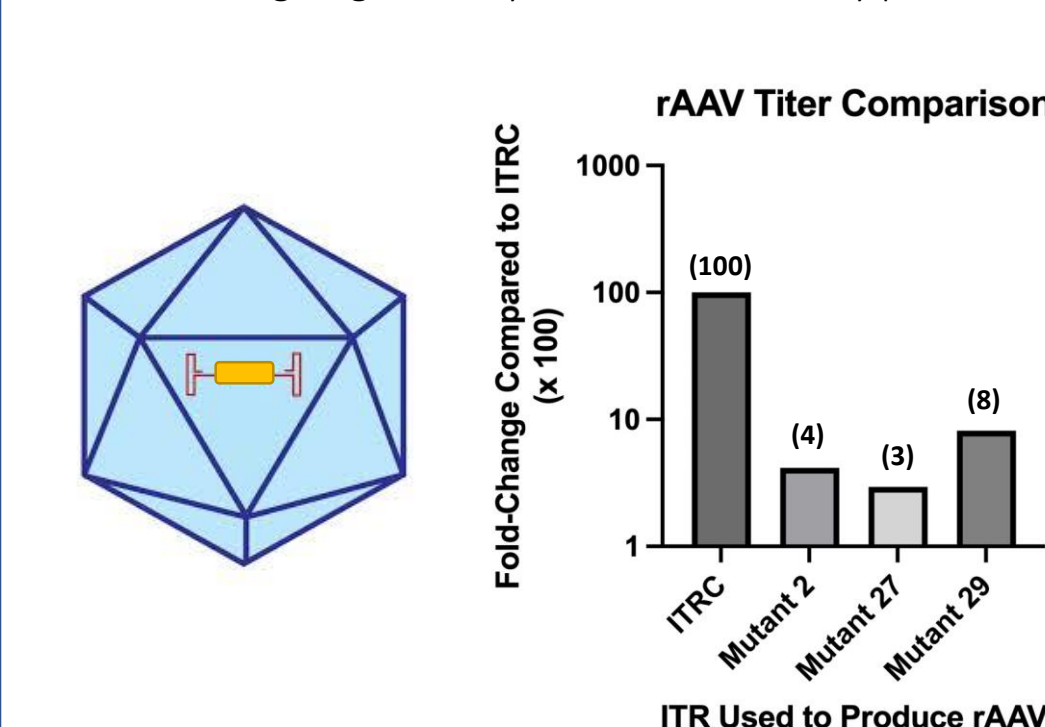 rAAV Titer Comparison
Fold-Change Compared to ITRC
(x 100)
1000
100
10
1
(100)
(4)
(3)
(8)
ITRC
Mutant 2
Mutant 27
Mutant 29
ITR Used to Produce rAAV